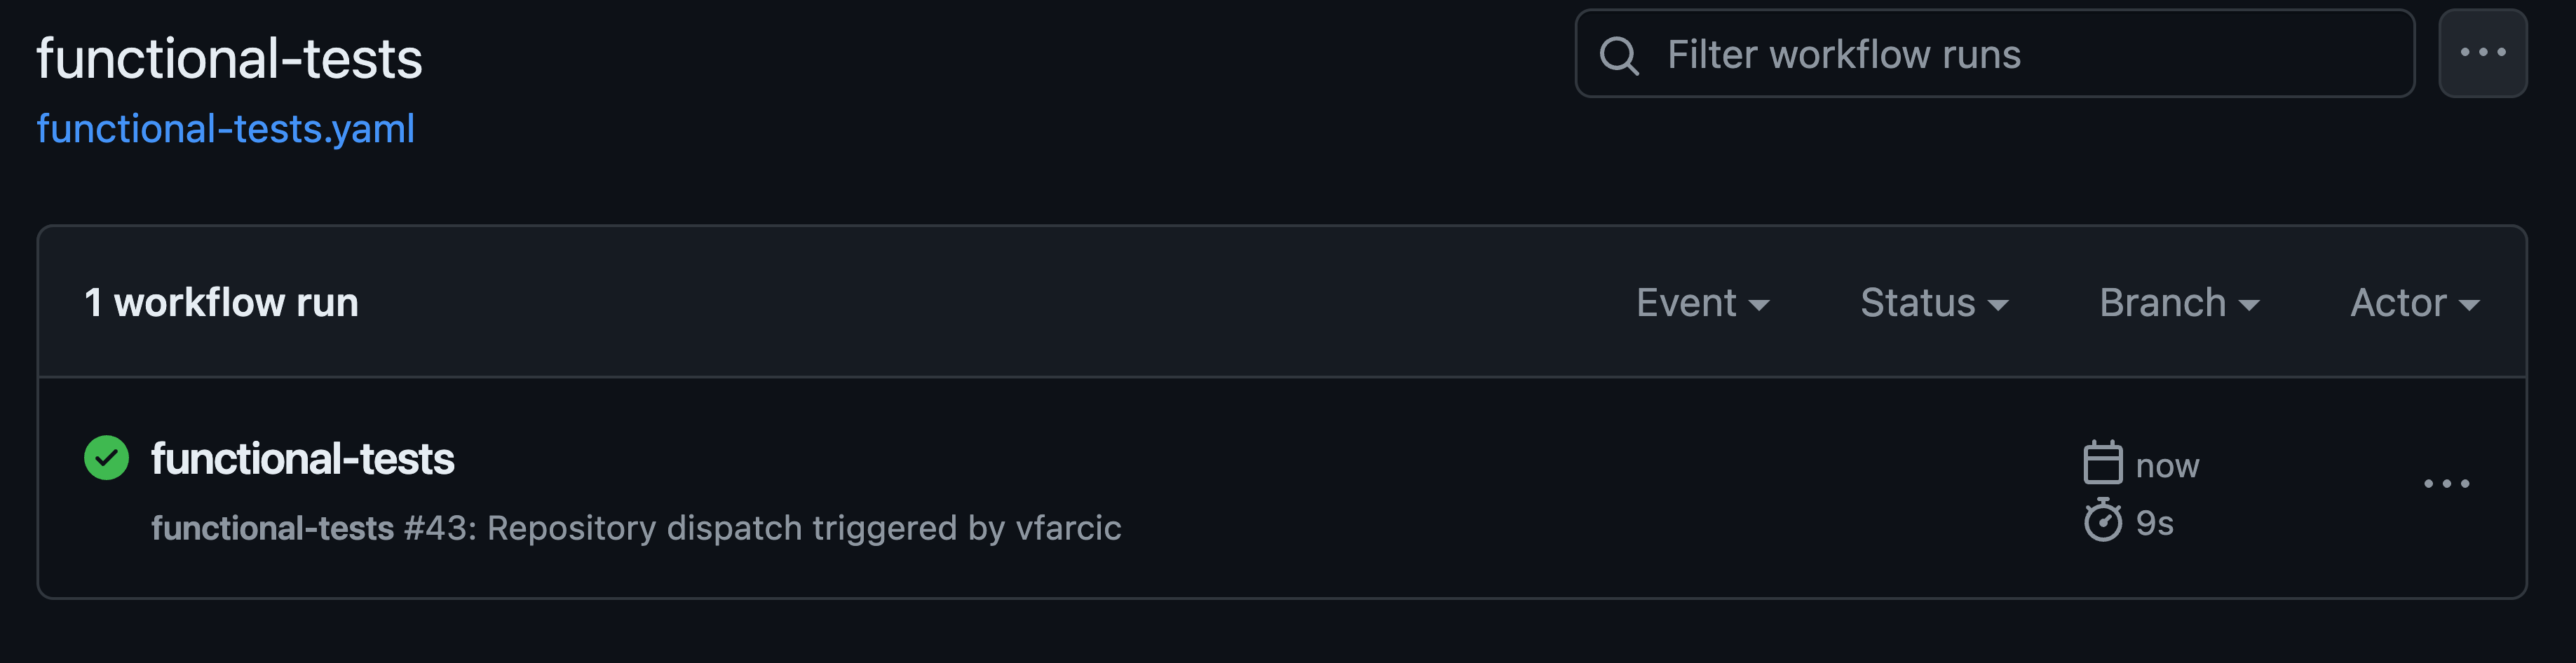 functional-tests
functional-tests.yaml
Filter workflow runs
1 workflow run
Event
Status
Branch
Actor
functional-tests
functional-tests #43: Repository dispatch triggered by vfarcic
now
9s